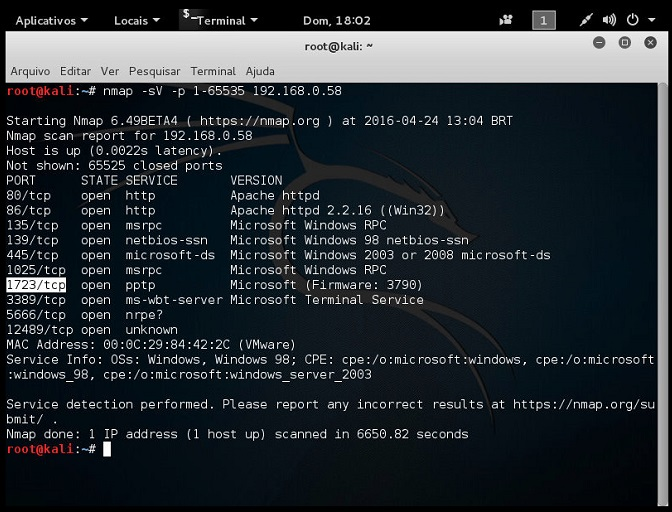 Aplicativos Locais $_ Terminal Dom, 18:02 1
root@kali: ~
Arquivo Editar Ver Pesquisar Terminal Ajuda
root@kali:~# nmap -sV -p 1-65535 192.168.0.58
Starting Nmap 6.49BETA4 ( https://nmap.org ) at 2016-04-24 13:04 BRT
Nmap scan report for 192.168.0.58
Host is up (0.0022s latency).
Not shown: 65525 closed ports
PORT STATE SERVICE VERSION
80/tcp open http Apache httpd
86/tcp open http Apache httpd 2.2.16 ((Win32))
135/tcp open msrpc Microsoft Windows RPC
139/tcp open netbios-ssn Microsoft Windows 98 netbios-ssn
445/tcp open microsoft-ds Microsoft Windows 2003 or 2008 microsoft-ds
1025/tcp open msrpc Microsoft Windows RPC
1723/tcp open pptp Microsoft (Firmware: 3790)
3389/tcp open ms-wbt-server Microsoft Terminal Service
5666/tcp open nrpe?
12489/tcp open unknown
MAC Address: 00:0C:29:84:42:2C (VMware)
Service Info: OSs: Windows, Windows 98; CPE: cpe:/o:microsoft:windows, cpe:/o:microsoft
:windows_98, cpe:/o:microsoft:windows_server_2003
Service detection performed. Please report any incorrect results at https://nmap.org/su
bmit/ .
Nmap done: 1 IP address (1 host up) scanned in 6650.82 seconds
root@kali:~#